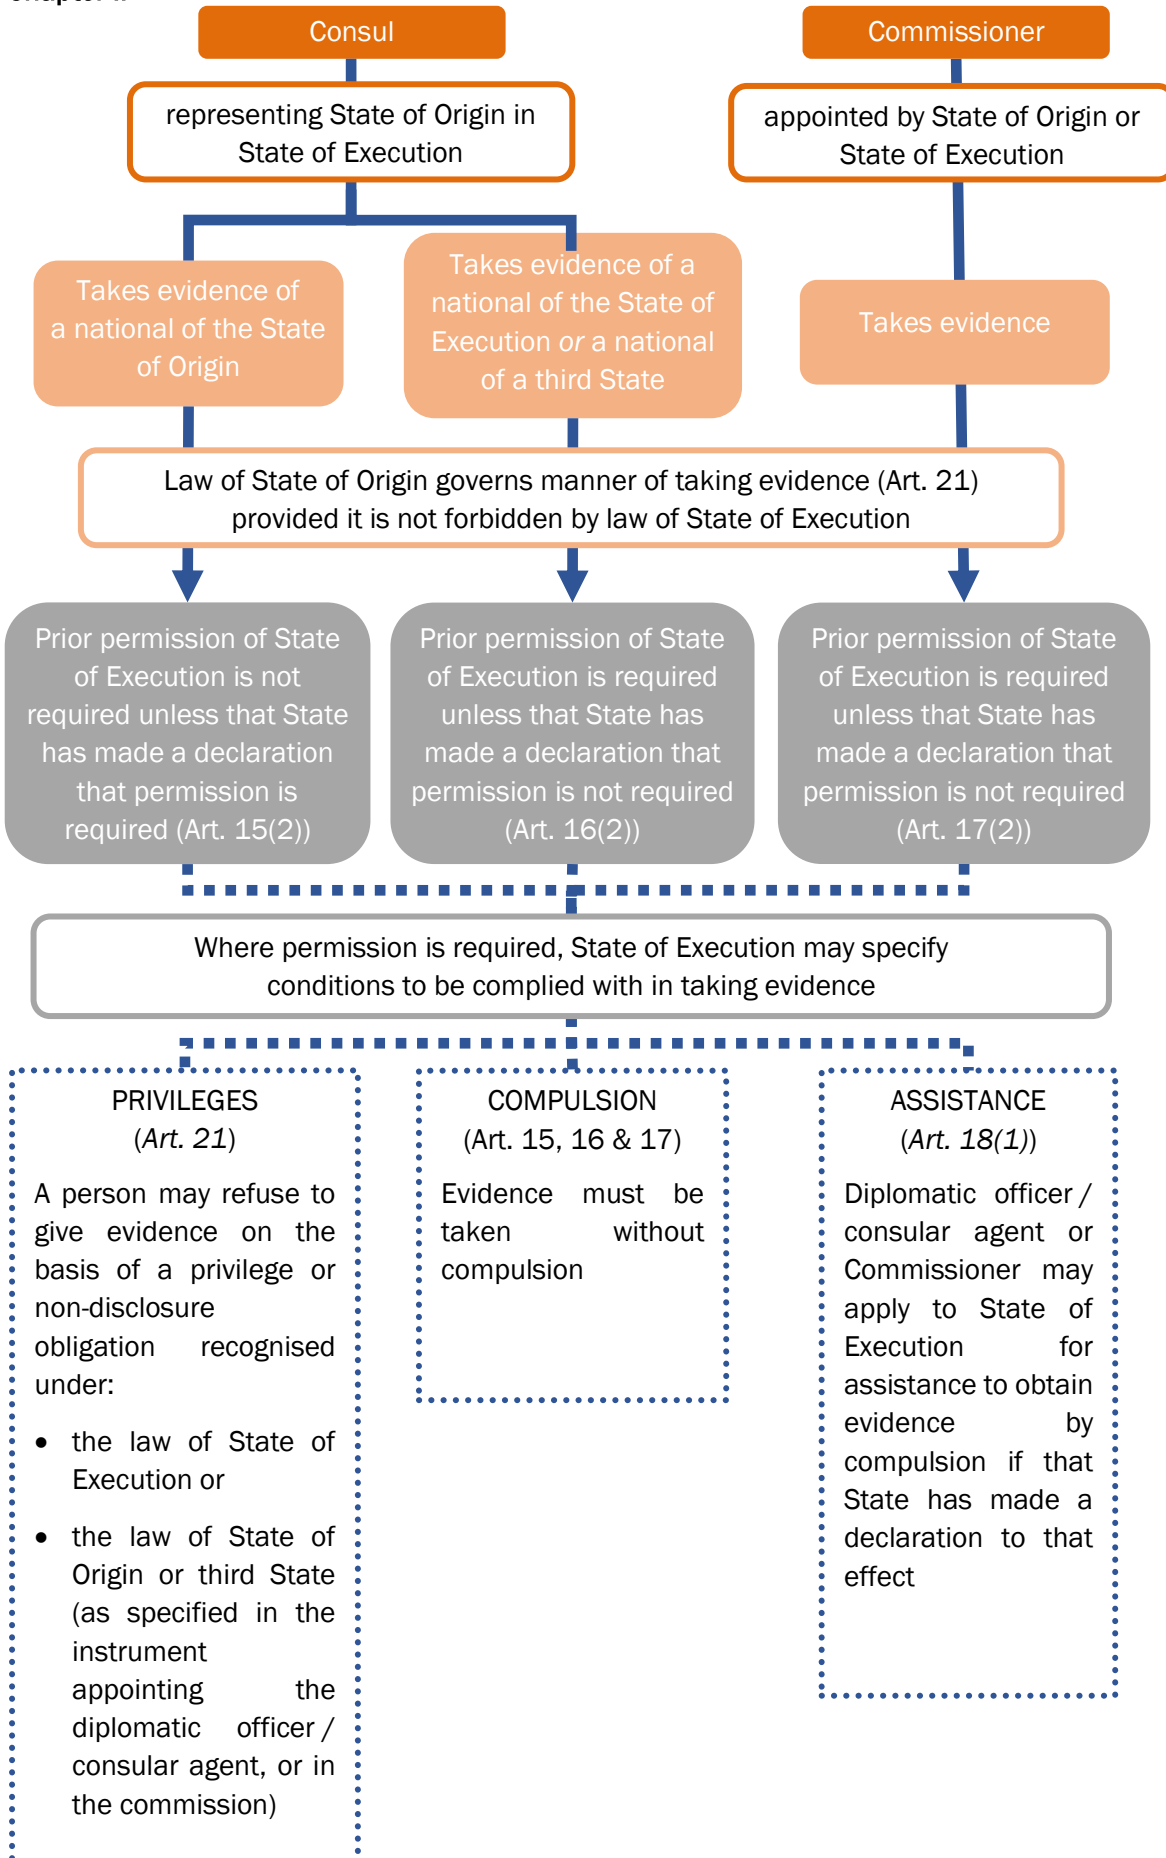 Consul
Commissioner
representing State of Origin in
State of Execution
appointed by State of Origin or
State of Execution
Takes evidence of
a national of the State
of Origin
Takes evidence of a
national of the State of
Execution or a national
of a third State
Takes evidence
Law of State of Origin governs manner of taking evidence (Art. 21)
provided it is not forbidden by law of State of Execution
Prior permission of State
of Execution is not
required unless that State
has made a declaration
that permission is
required (Art. 15(2))
Prior permission of State
of Execution is required
unless that State has
made a declaration that
permission is not required
(Art. 16(2))
Prior permission of State
of Execution is required
unless that State has
made a declaration that
permission is not required
(Art. 17(2))
Where permission is required, State of Execution may specify
conditions to be complied with in taking evidence
PRIVILEGES
(Art. 21)
A person may refuse to
give evidence on the
basis of a privilege or
non-disclosure
obligation recognised
under:
• the law of State of
Execution or
• the law of State of
Origin or third State
(as specified in the
instrument
appointing the
diplomatic officer /
consular agent, or in
the commission)
COMPULSION
(Art. 15, 16 & 17)
Evidence must be
taken without
compulsion
ASSISTANCE
(Art. 18(1))
Diplomatic officer /
consular agent or
Commissioner may
apply to State of
Execution for
assistance to obtain
evidence by
compulsion if that
State has made a
declaration to that
effect